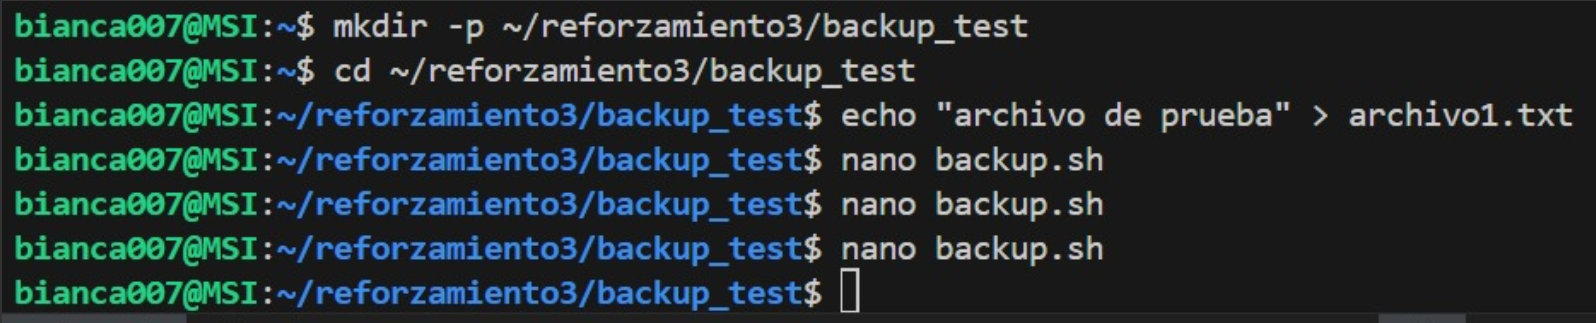 bianca007@MSI:~$ mkdir -p ~/reforzamiento3/backup_test
bianca007@MSI:~$ cd ~/reforzamiento3/backup_test
bianca007@MSI:~/reforzamiento3/backup_test$ echo "archivo de prueba" > archivo1.txt
bianca007@MSI:~/reforzamiento3/backup_test$ nano backup.sh
bianca007@MSI:~/reforzamiento3/backup_test$ nano backup.sh
bianca007@MSI:~/reforzamiento3/backup_test$ nano backup.sh
bianca007@MSI:~/reforzamiento3/backup_test$